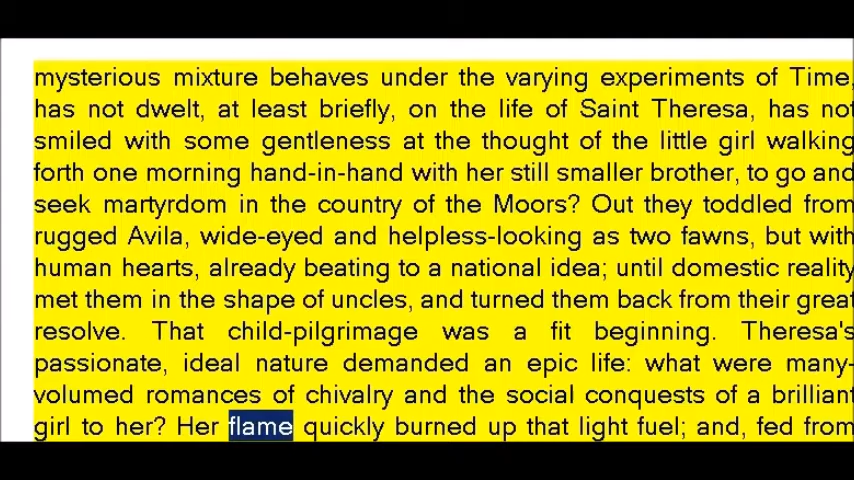 mysterious mixture behaves under the varying experiments of Time,
has not dwelt, at least briefly, on the life of Saint Theresa, has not
smiled with some gentleness at the thought of the little girl walking
forth one morning hand-in-hand with her still smaller brother, to go and
seek martyrdom in the country of the Moors? Out they toddled from
rugged Avila, wide-eyed and helpless-looking as two fawns, but with
human hearts, already beating to a national idea; until domestic reality
met them in the shape of uncles, and turned them back from their great
resolve. That child-pilgrimage was a fit beginning. Theresa's
passionate, ideal nature demanded an epic life: what were many-
volumed romances of chivalry and the social conquests of a brilliant
girl to her? Her flame quickly burned up that light fuel; and, fed from